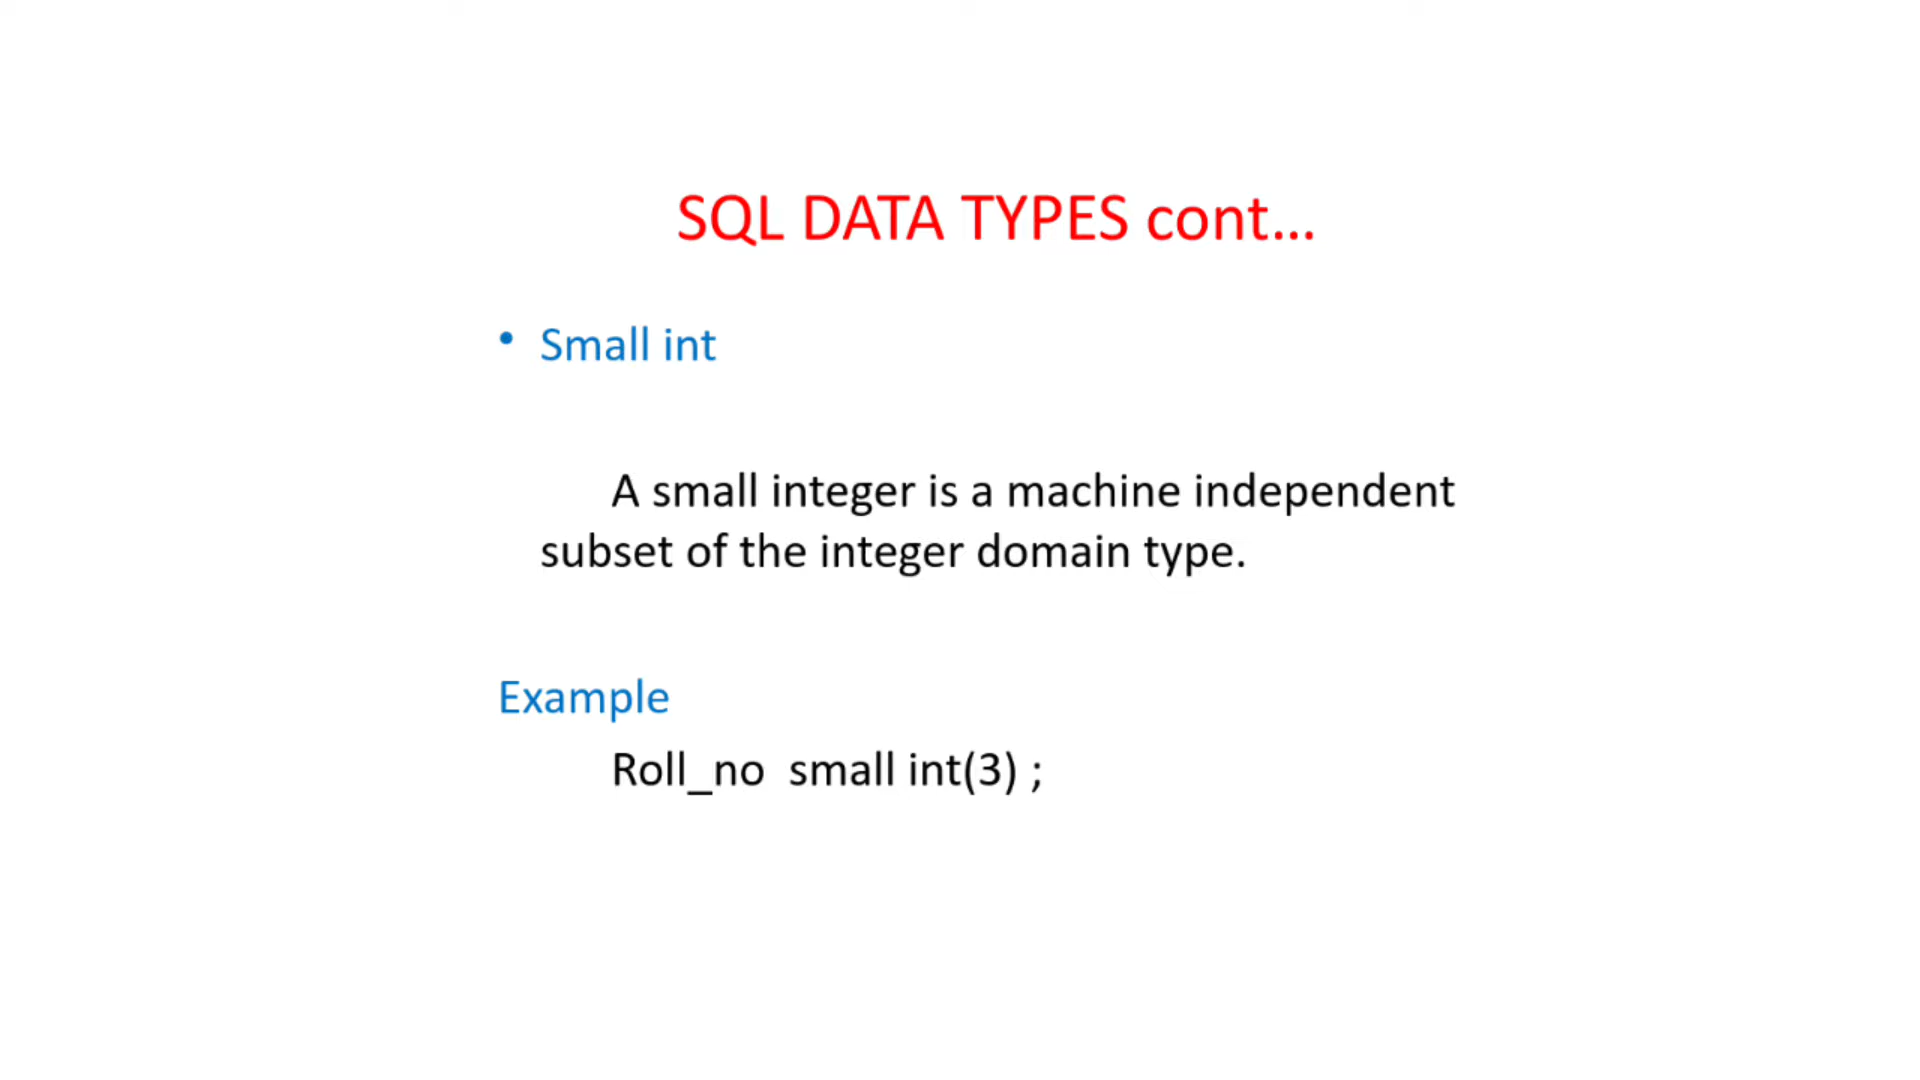 SQL DATA TYPES cont...
• Small int
A small integer is a machine independent
subset of the integer domain type.
Example
Roll_no small int(3) ;